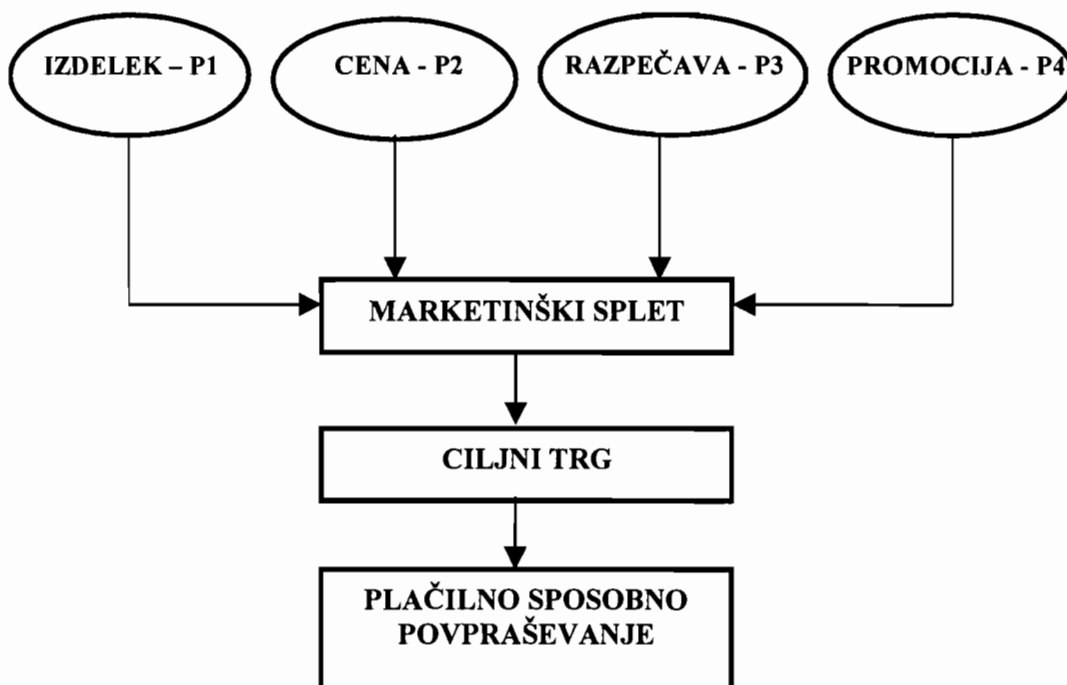 IZDELEK – P1
CENA - P2
RAZPEČAVA - P3
PROMOCIJA - P4
MARKETINŠKI SPLET
CILJNI TRG
PLAČILNO SPOSOBNO
POVPRAŠEVANJE